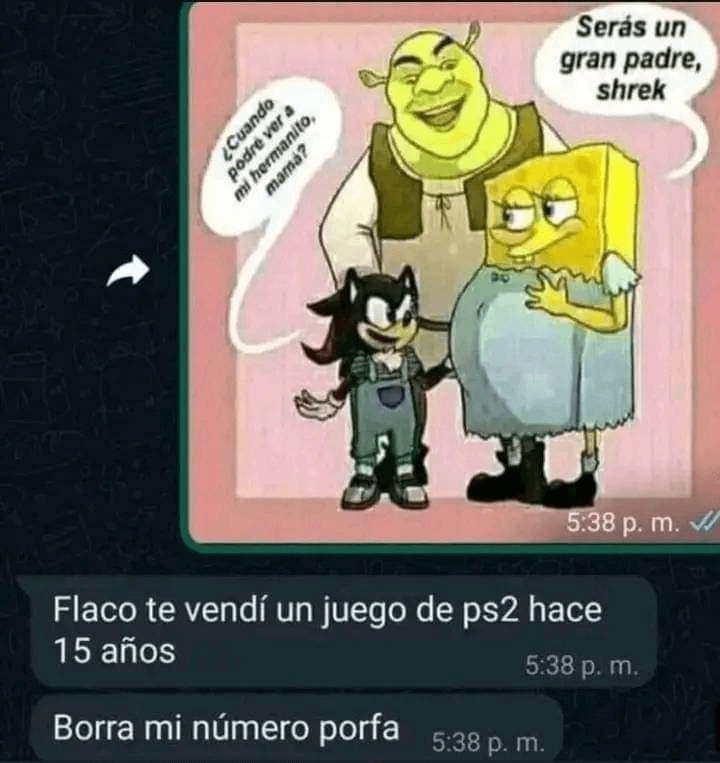 Serás un
gran padre,
shrek
¿Cuando
podré ver a
mi hermanito,
mamá?
5:38 p. m.
Flaco te vendí un juego de ps2 hace
15 años
5:38 p. m.
Borra mi número porfa
5:38 p. m.